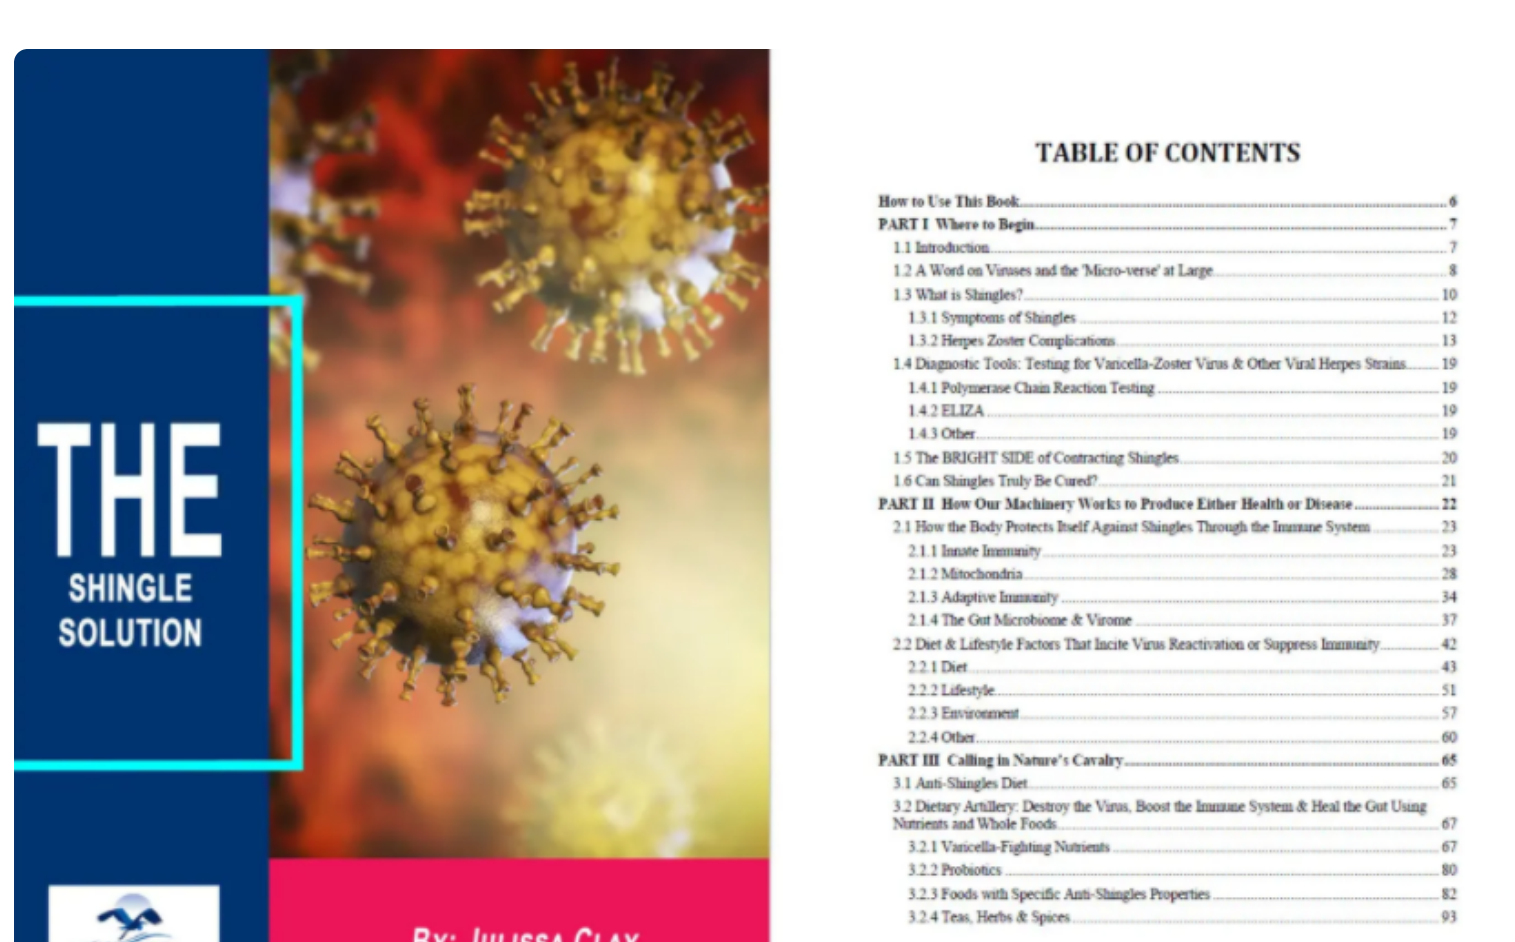 THE
SHINGLE
SOLUTION
By: Julissa Clay
TABLE OF CONTENTS
How to Use This Book 6
PART I Where to Begin 7
1.1 Introduction 7
1.2 A Word on Viruses and the 'Micro-verse' at Large 8
1.3 What is Shingles? 10
1.3.1 Symptoms of Shingles 12
1.3.2 Herpes Zoster Complications 13
1.4 Diagnostic Tools: Testing for Varicella-Zoster Virus & Other Viral Herpes Strains 19
1.4.1 Polymerase Chain Reaction Testing 19
1.4.2 ELIZA 19
1.4.3 Other 19
1.5 The BRIGHT SIDE of Contracting Shingles 20
1.6 Can Shingles Truly Be Cured? 21
PART II How Our Machinery Works to Produce Either Health or Disease 22
2.1 How the Body Protects Itself Against Shingles Through the Immune System 23
2.1.1 Innate Immunity 23
2.1.2 Mitochondria 28
2.1.3 Adaptive Immunity 34
2.1.4 The Gut Microbiome & Virome 37
2.2 Diet & Lifestyle Factors That Incite Virus Reactivation or Suppress Immunity 42
2.2.1 Diet 43
2.2.2 Lifestyle 51
2.2.3 Environment 57
2.2.4 Other 60
PART III Calling in Nature's Cavalry 65
3.1 Anti-Shingles Diet 65
3.2 Dietary Artillery: Destroy the Virus, Boost the Immune System & Heal the Gut Using
Nutrients and Whole Foods 67
3.2.1 Varicella-Fighting Nutrients 67
3.2.2 Probiotics 80
3.2.3 Foods with Specific Anti-Shingles Properties 82
3.2.4 Teas, Herbs & Spices 93